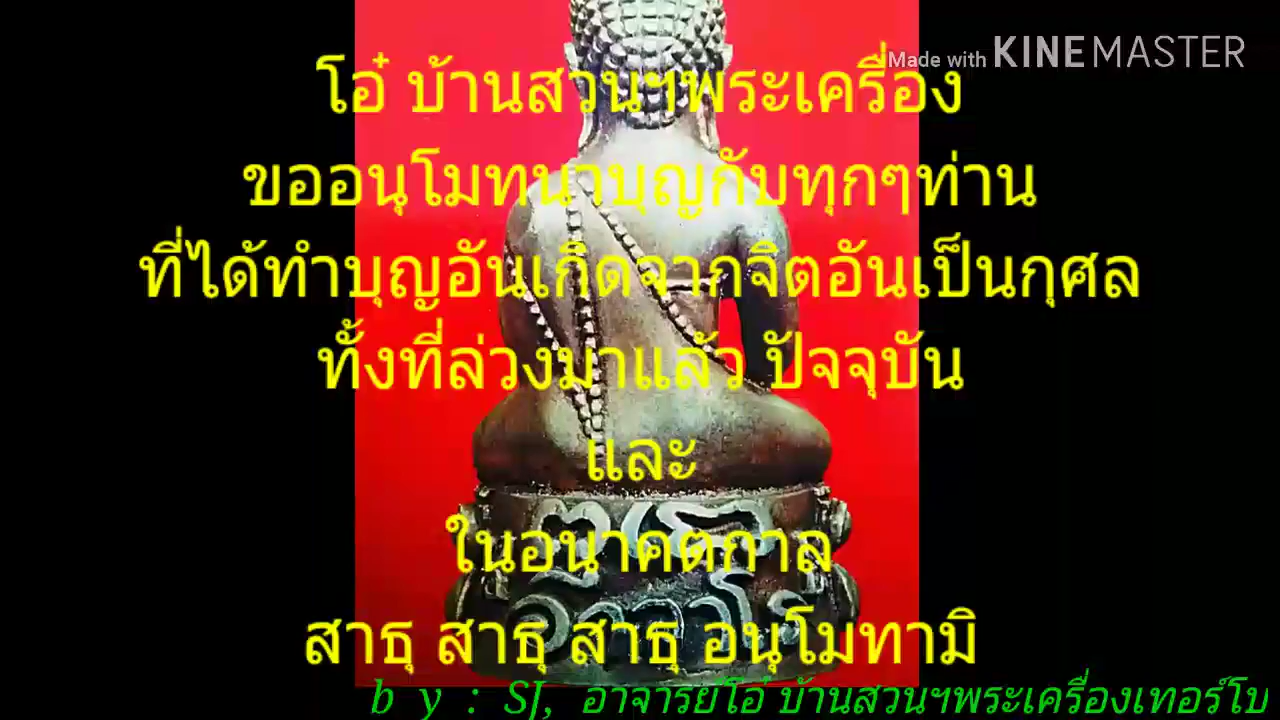 Made with KINEMASTER
โอ๋ บ้านสวนฯพระเครื่อง
ขออนุโมทนาบุญกับทุกๆท่าน
ที่ได้ทำบุญอันเกิดจากจิตอันเป็นกุศล
ทั้งที่ล่วงมาแล้ว ปัจจุบัน
และ
ในอนาคตกาล
สาธุ สาธุ สาธุ อนุโมทามิ
b y : SJ, อาจารย์โอ๋ บ้านสวนฯพระเครื่องเทอร์โบ